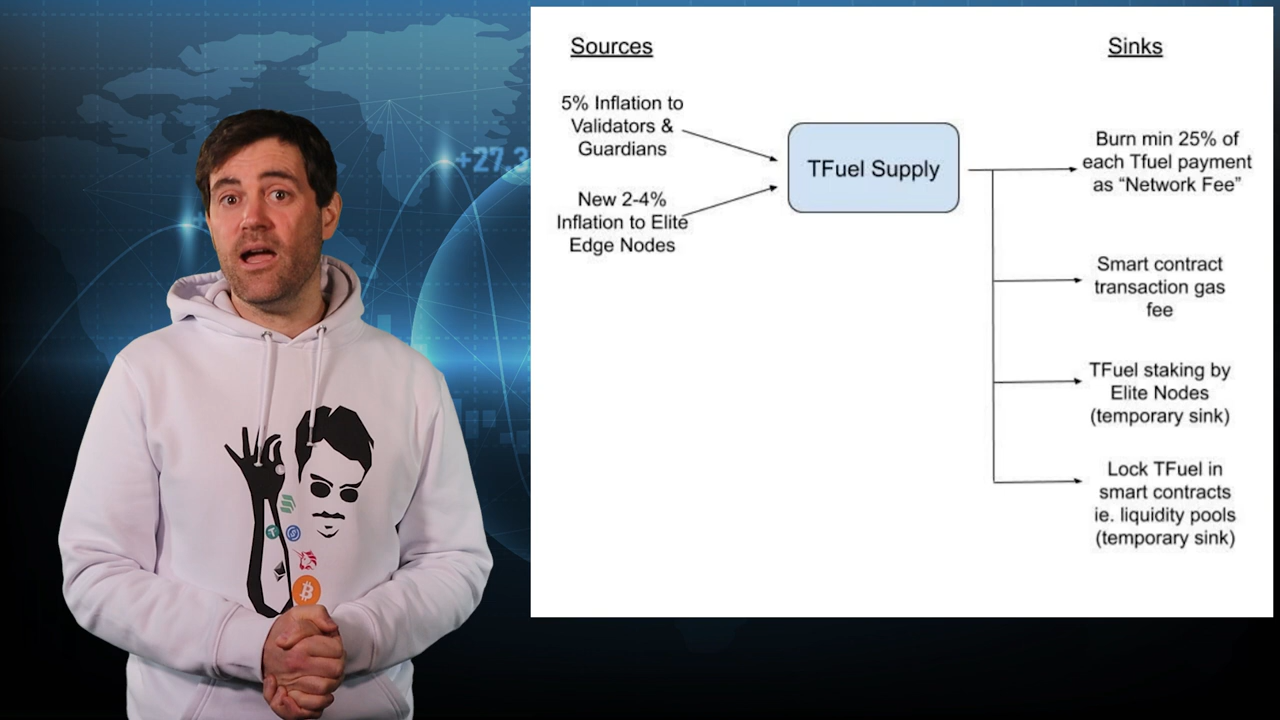 +27.3
Sources
5% Inflation to
Validators &
Guardians
New 2-4%
Inflation to Elite
Edge Nodes
TFuel Supply
Sinks
Burn min 25% of
each Tfuel payment
as “Network Fee”
Smart contract
transaction gas
fee
TFuel staking by
Elite Nodes
(temporary sink)
Lock TFuel in
smart contracts
ie. liquidity pools
(temporary sink)